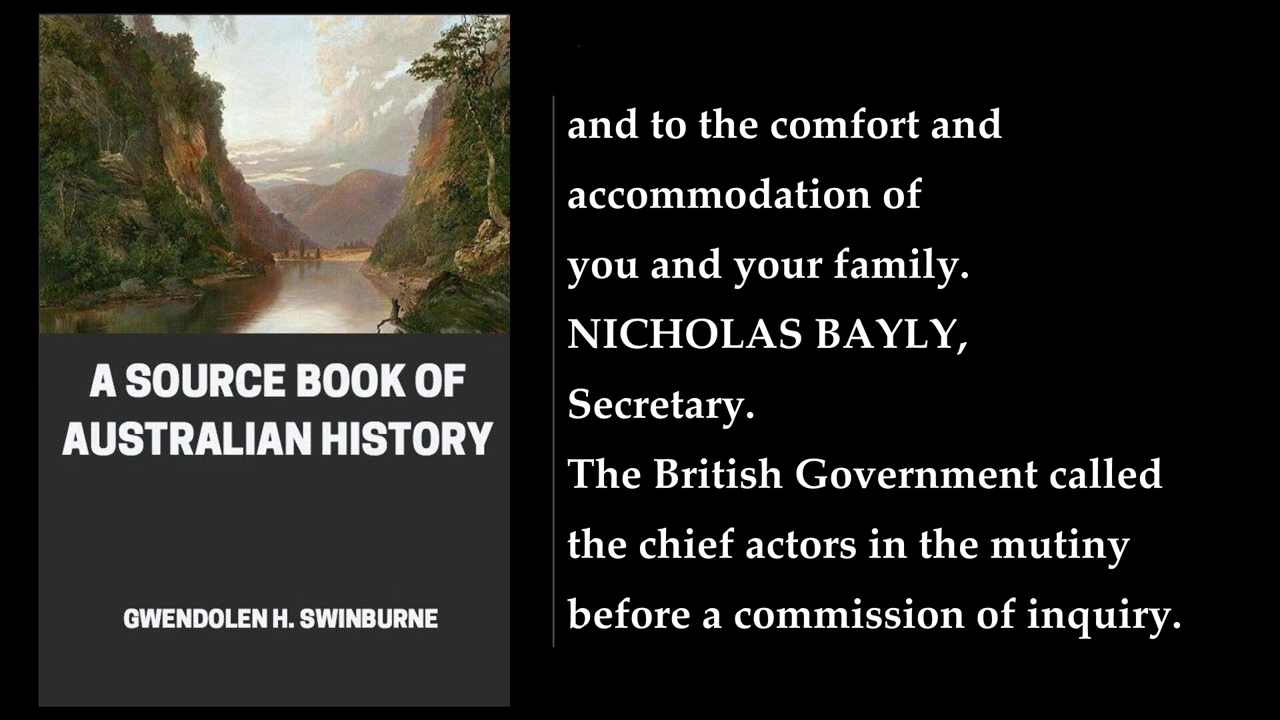 A SOURCE BOOK OF
AUSTRALIAN HISTORY
GWENDOLEN H. SWINBURNE
and to the comfort and
accommodation of
you and your family.
NICHOLAS BAYLY,
Secretary.
The British Government called
the chief actors in the mutiny
before a commission of inquiry.